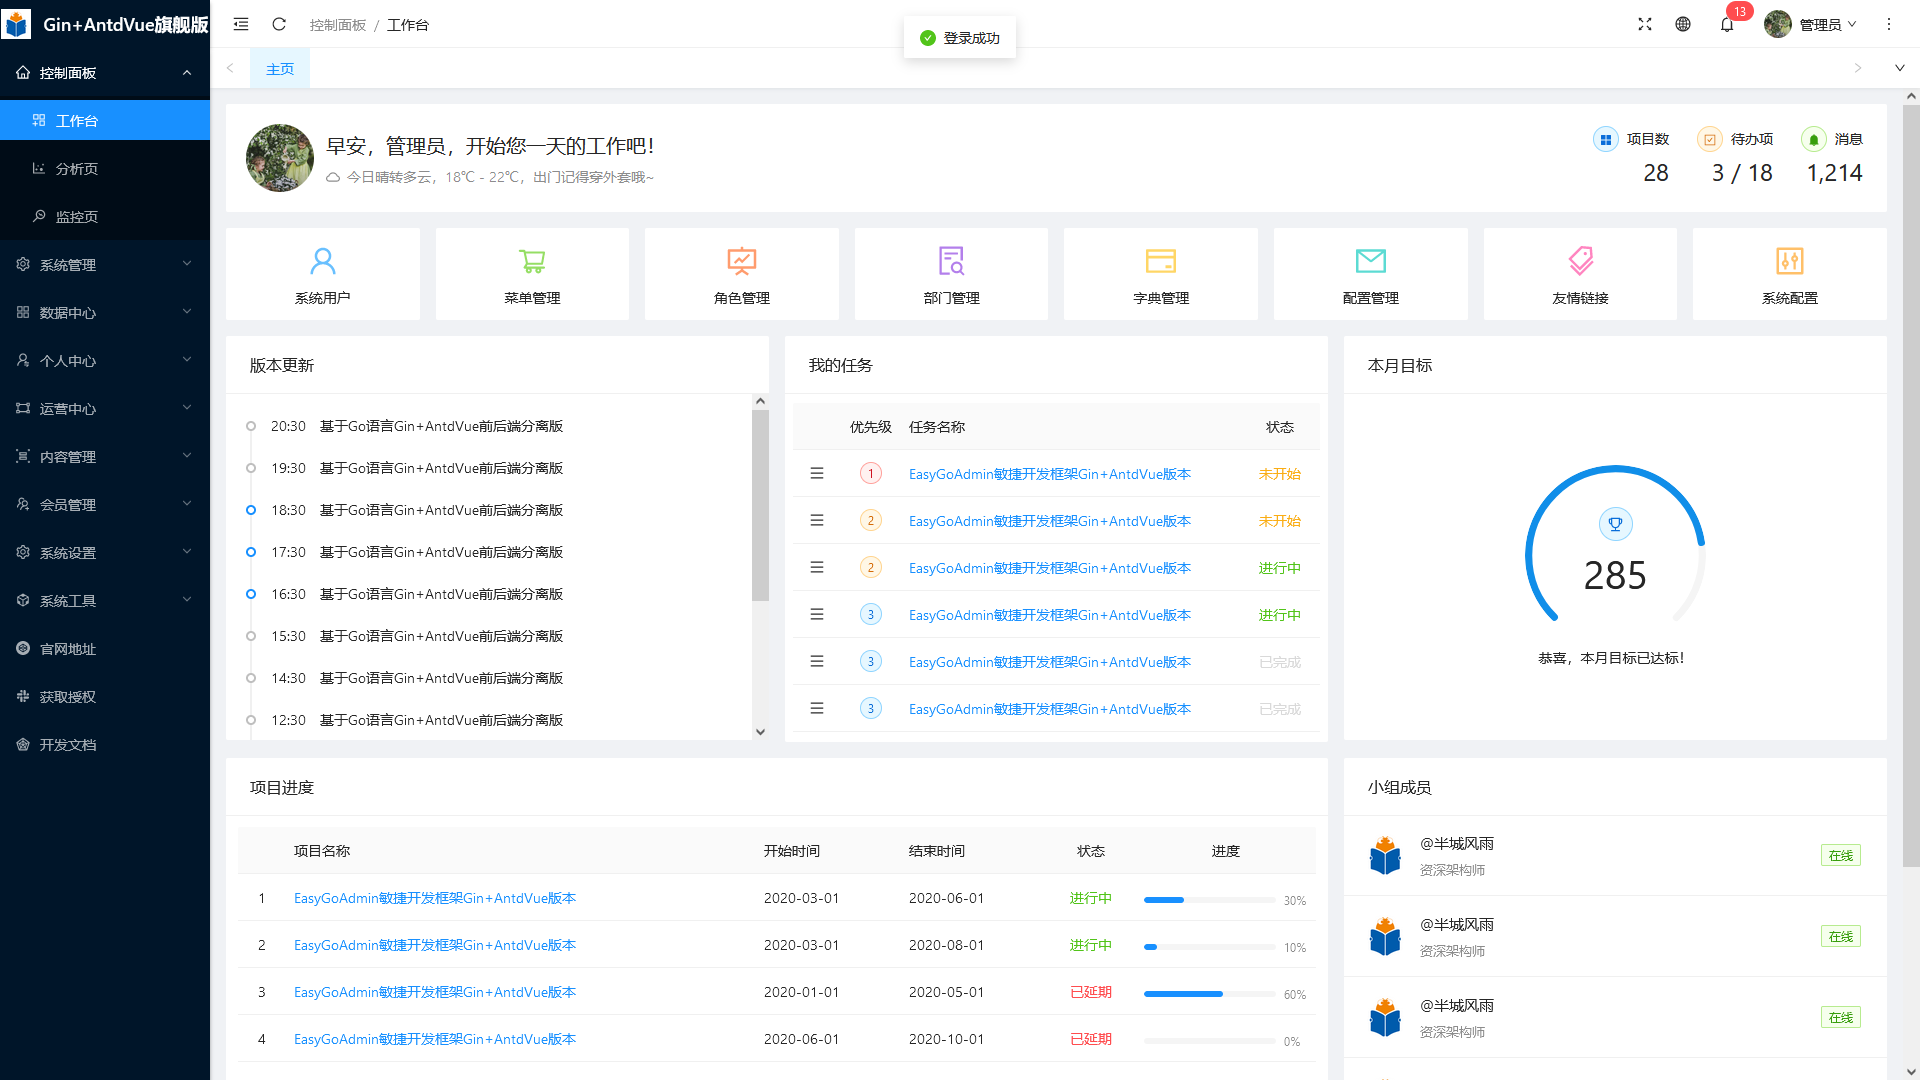 Gin+AntdVue旗舰版
控制面板 / 工作台
登录成功
13
管理员
控制面板
工作台
分析页
监控页
系统管理
数据中心
个人中心
运营中心
内容管理
会员管理
系统设置
系统工具
官网地址
获取授权
开发文档
主页
早安，管理员，开始您一天的工作吧！
今日晴转多云，18℃ - 22℃，出门记得穿外套哦~
项目数
28
待办项
3 / 18
消息
1,214
系统用户
菜单管理
角色管理
部门管理
字典管理
配置管理
友情链接
系统配置
版本更新
20:30 基于Go语言Gin+AntdVue前后端分离版
19:30 基于Go语言Gin+AntdVue前后端分离版
18:30 基于Go语言Gin+AntdVue前后端分离版
17:30 基于Go语言Gin+AntdVue前后端分离版
16:30 基于Go语言Gin+AntdVue前后端分离版
15:30 基于Go语言Gin+AntdVue前后端分离版
14:30 基于Go语言Gin+AntdVue前后端分离版
12:30 基于Go语言Gin+AntdVue前后端分离版
我的任务
优先级 任务名称 状态
1 EasyGoAdmin敏捷开发框架Gin+AntdVue版本 未开始
2 EasyGoAdmin敏捷开发框架Gin+AntdVue版本 未开始
2 EasyGoAdmin敏捷开发框架Gin+AntdVue版本 进行中
3 EasyGoAdmin敏捷开发框架Gin+AntdVue版本 进行中
3 EasyGoAdmin敏捷开发框架Gin+AntdVue版本 已完成
3 EasyGoAdmin敏捷开发框架Gin+AntdVue版本 已完成
本月目标
285
恭喜，本月目标已达标！
项目进度
项目名称 开始时间 结束时间 状态 进度
1 EasyGoAdmin敏捷开发框架Gin+AntdVue版本 2020-03-01 2020-06-01 进行中 30%
2 EasyGoAdmin敏捷开发框架Gin+AntdVue版本 2020-03-01 2020-08-01 进行中 10%
3 EasyGoAdmin敏捷开发框架Gin+AntdVue版本 2020-01-01 2020-05-01 已延期 60%
4 EasyGoAdmin敏捷开发框架Gin+AntdVue版本 2020-06-01 2020-10-01 已延期 0%
小组成员
@半城风雨
资深架构师
在线
@半城风雨
资深架构师
在线
@半城风雨
资深架构师
在线